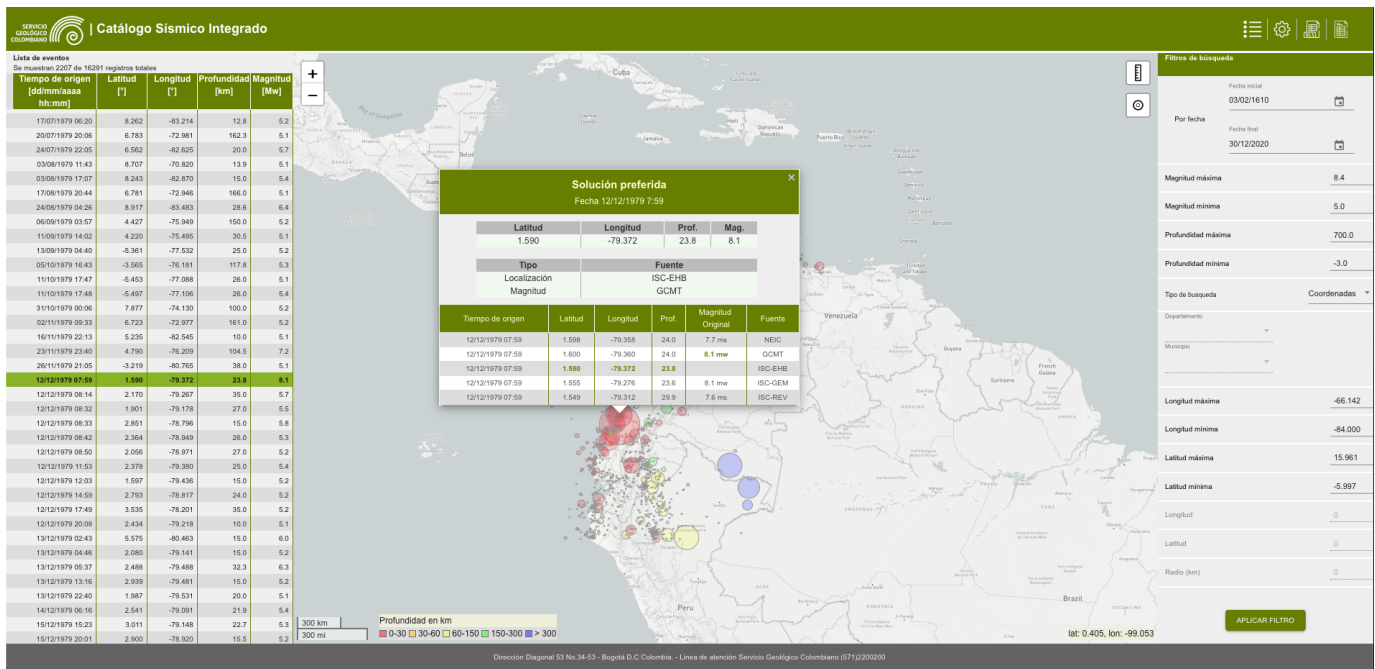 SERVICIO
GEOLÓGICO
COLOMBIANO
| Catálogo Sísmico Integrado
Lista de eventos
Se muestran 2207 de 16291 registros totales
Tiempo de origen [dd/mm/aaaa hh:mm] Latitud [°] Longitud [°] Profundidad [km] Magnitud [Mw]
17/07/1979 06:20 8.262 -83.214 12.8 5.2
20/07/1979 20:06 6.783 -72.981 162.3 5.1
24/07/1979 22:05 6.562 -82.625 20.0 5.7
03/08/1979 11:43 8.707 -70.820 13.9 5.1
03/08/1979 17:07 8.243 -82.870 15.0 5.4
17/08/1979 20:44 6.781 -72.946 166.0 5.1
24/08/1979 04:26 8.917 -83.483 28.6 6.4
06/09/1979 03:57 4.427 -75.949 150.0 5.2
11/09/1979 14:02 4.220 -75.495 30.5 5.1
13/09/1979 04:40 -5.361 -77.532 25.0 5.2
05/10/1979 16:43 -3.565 -76.181 117.8 5.3
11/10/1979 17:47 -5.453 -77.088 26.0 5.1
11/10/1979 17:48 -5.497 -77.106 26.0 5.4
31/10/1979 00:06 7.877 -74.130 100.0 5.2
02/11/1979 09:33 6.723 -72.977 161.0 5.2
16/11/1979 22:13 5.235 -82.545 10.0 5.1
23/11/1979 23:40 4.790 -76.209 104.5 7.2
26/11/1979 21:05 -3.219 -80.765 38.0 5.1
12/12/1979 07:59 1.590 -79.372 23.8 8.1
12/12/1979 08:14 2.170 -79.267 35.0 5.7
12/12/1979 08:32 1.901 -79.178 27.0 5.5
12/12/1979 08:33 2.851 -78.796 15.0 5.8
12/12/1979 08:42 2.364 -78.949 26.0 5.3
12/12/1979 08:50 2.056 -78.971 27.0 5.2
12/12/1979 11:53 2.378 -79.380 25.0 5.4
12/12/1979 12:03 1.597 -79.436 15.0 5.2
12/12/1979 14:59 2.793 -78.817 24.0 5.2
12/12/1979 17:49 3.535 -78.201 35.0 5.2
12/12/1979 20:08 2.434 -79.218 10.0 5.1
13/12/1979 02:43 5.575 -80.463 15.0 6.0
13/12/1979 04:46 2.080 -79.141 15.0 5.2
13/12/1979 05:37 2.488 -79.488 32.3 6.3
13/12/1979 13:16 2.939 -79.481 15.0 5.2
13/12/1979 22:40 1.987 -79.531 20.0 5.1
14/12/1979 06:16 2.541 -79.091 21.9 5.4
15/12/1979 15:23 3.011 -79.148 22.7 5.3
15/12/1979 20:01 2.900 -78.920 15.5 5.2
+
−
Cuba
Haiti
Dominican Republic
Puerto Rico
Jamaica
Belize
Solución preferida
×
Fecha 12/12/1979 7:59
Latitud Longitud Prof. Mag.
1.590 -79.372 23.8 8.1
Tipo Fuente
Localización ISC-EHB
Magnitud GCMT
Tiempo de origen Latitud Longitud Prof. Magnitud Original Fuente
12/12/1979 07:59 1.598 -79.358 24.0 7.7 ms NEIC
12/12/1979 07:59 1.600 -79.360 24.0 8.1 mw GCMT
12/12/1979 07:59 1.590 -79.372 23.8 ISC-EHB
12/12/1979 07:59 1.555 -79.276 23.6 8.1 mw ISC-GEM
12/12/1979 07:59 1.549 -79.312 29.9 7.6 ms ISC-REV
Venezuela
Guyana
Suriname
French Guiana
RORAIMA
AMAPÁ
AMAZONAS
PARÁ
ACRE
RONDÔNIA
TOCANTINS
Peru
Brazil
300 km
300 mi
Profundidad en km
0-30 30-60 60-150 150-300 > 300
lat: 0.405, lon: -99.053
Filtros de búsqueda
Por fecha
Fecha inicial
03/02/1610
Fecha final
30/12/2020
Magnitud máxima 8.4
Magnitud mínima 5.0
Profundidad máxima 700.0
Profundidad mínima -3.0
Tipo de busqueda Coordenadas
Departamento
Municipio
Longitud máxima -66.142
Longitud mínima -84.000
Latitud máxima 15.961
Latitud mínima -5.997
Longitud 0
Latitud 0
Radio (km) 0
APLICAR FILTRO
Dirección Diagonal 53 No.34-53 - Bogotá D.C Colombia. - Linea de atención Servicio Geológico Colombiano (571)2200200